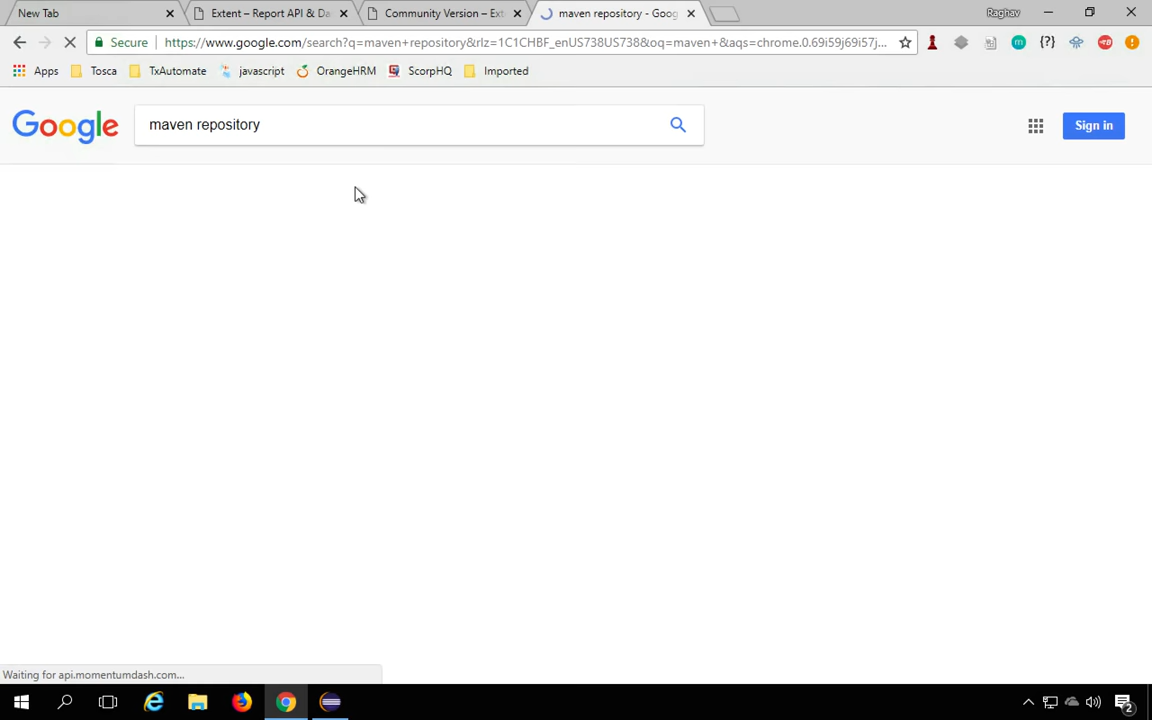 New Tab
Extent – Report API & Da
Community Version – Ext
maven repository - Goog
Raghav
Secure
https://www.google.com/search?q=maven+repository&rlz=1C1CHBF_enUS738US738&oq=maven+&aqs=chrome.0.69i59j69i57j...
Apps
Tosca
TxAutomate
javascript
OrangeHRM
ScorpHQ
Imported
Google
maven repository
Sign in
Waiting for api.momentumdash.com...
2